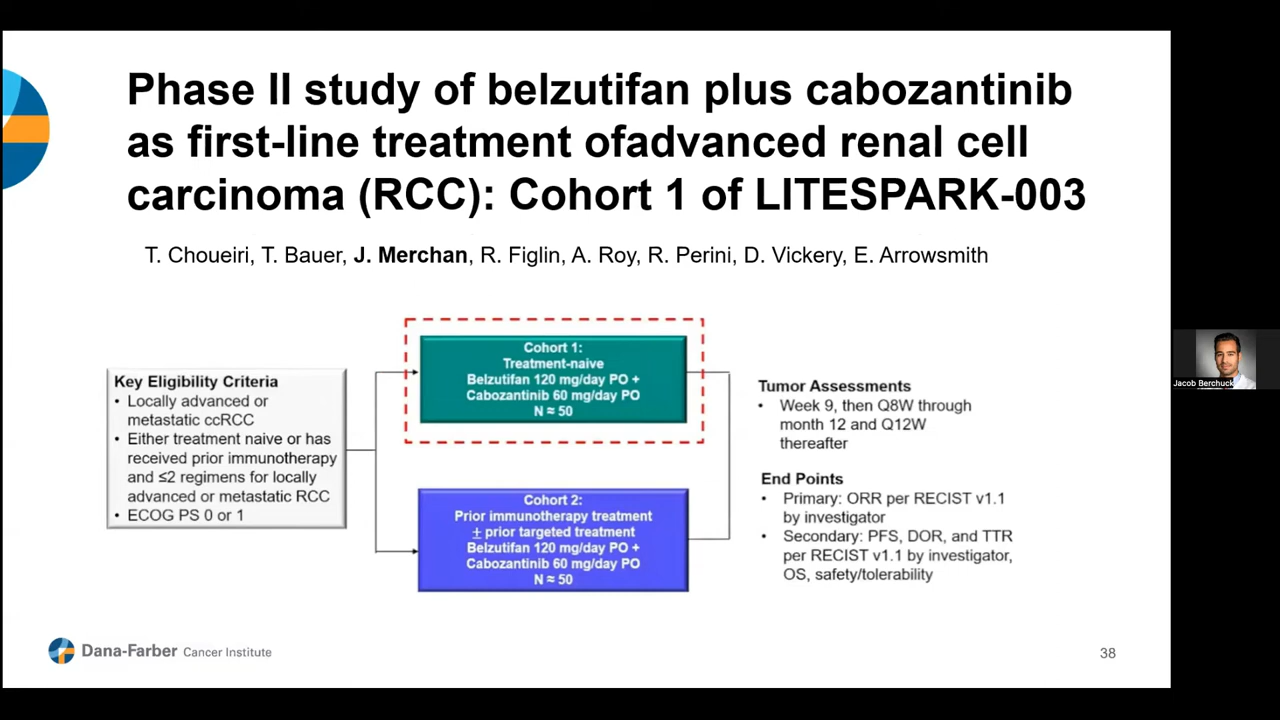 Phase II study of belzutifan plus cabozantinib
as first-line treatment ofadvanced renal cell
carcinoma (RCC): Cohort 1 of LITESPARK-003
T. Choueiri, T. Bauer, J. Merchan, R. Figlin, A. Roy, R. Perini, D. Vickery, E. Arrowsmith
Key Eligibility Criteria
• Locally advanced or
metastatic ccRCC
• Either treatment naive or has
received prior immunotherapy
and ≤2 regimens for locally
advanced or metastatic RCC
• ECOG PS 0 or 1
Cohort 1:
Treatment-naive
Belzutifan 120 mg/day PO +
Cabozantinib 60 mg/day PO
N ≈ 50
Cohort 2:
Prior immunotherapy treatment
± prior targeted treatment
Belzutifan 120 mg/day PO +
Cabozantinib 60 mg/day PO
N ≈ 50
Tumor Assessments
• Week 9, then Q8W through
month 12 and Q12W
thereafter
End Points
• Primary: ORR per RECIST v1.1
by investigator
• Secondary: PFS, DOR, and TTR
per RECIST v1.1 by investigator,
OS, safety/tolerability
Jacob Berchuck
Dana-Farber Cancer Institute
38